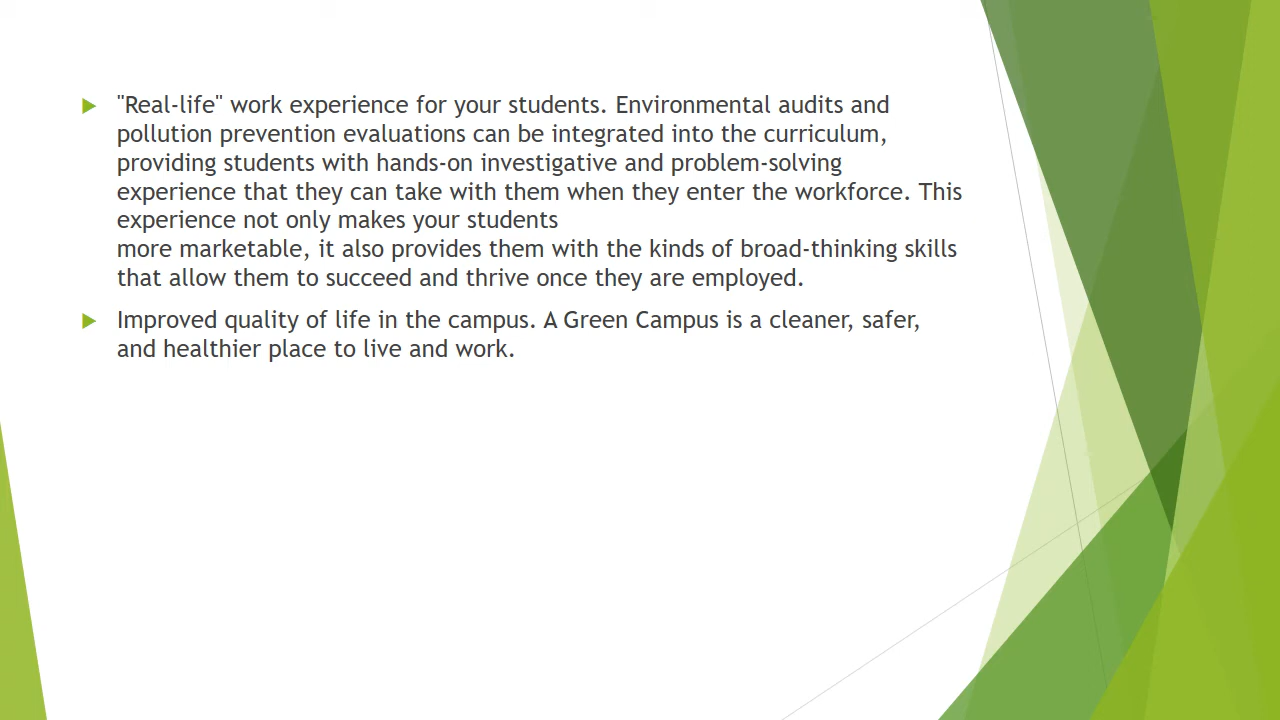 "Real-life" work experience for your students. Environmental audits and
pollution prevention evaluations can be integrated into the curriculum,
providing students with hands-on investigative and problem-solving
experience that they can take with them when they enter the workforce. This
experience not only makes your students
more marketable, it also provides them with the kinds of broad-thinking skills
that allow them to succeed and thrive once they are employed.
Improved quality of life in the campus. A Green Campus is a cleaner, safer,
and healthier place to live and work.